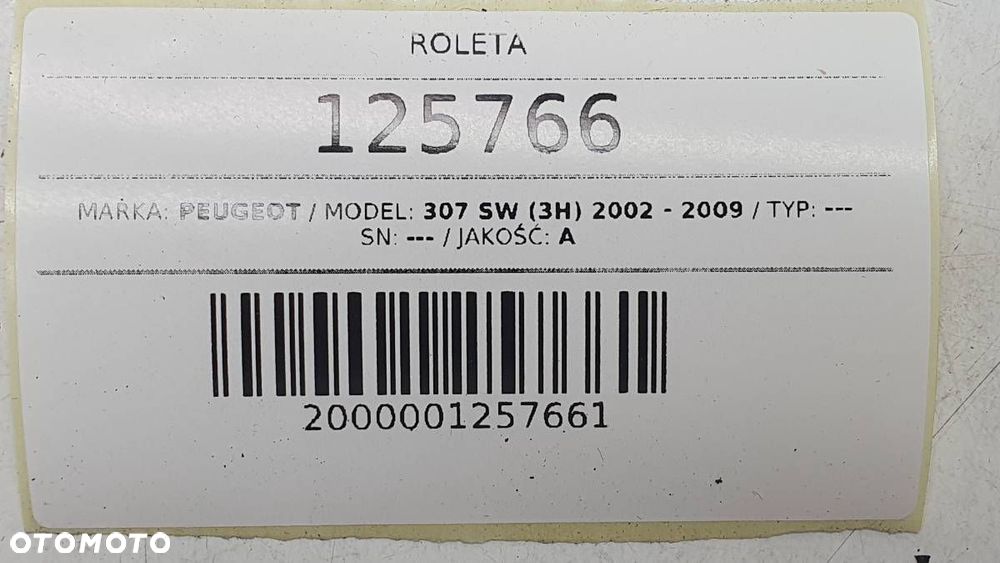 ROLETA
125766
MARKA: PEUGEOT / MODEL: 307 SW (3H) 2002 - 2009 / TYP: ---
SN: --- / JAKOŚĆ: A
2000001257661
OTOMOTO